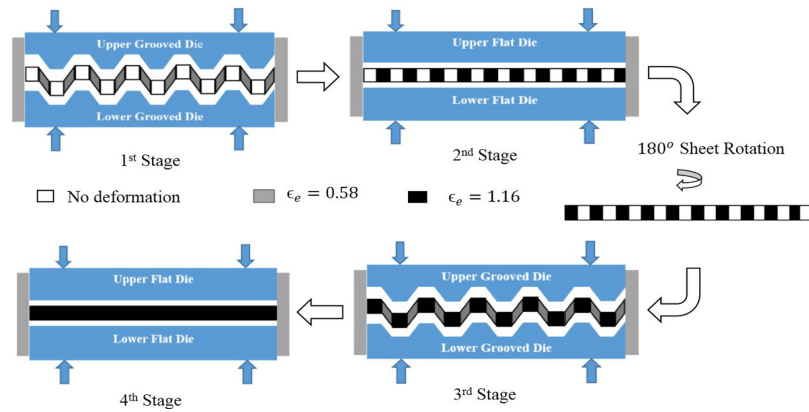 Upper Grooved Die
Lower Grooved Die
1st Stage
Upper Flat Die
Lower Flat Die
2nd Stage
180° Sheet Rotation
No deformation
ϵe = 0.58
ϵe = 1.16
Upper Flat Die
Lower Flat Die
4th Stage
Upper Grooved Die
Lower Grooved Die
3rd Stage